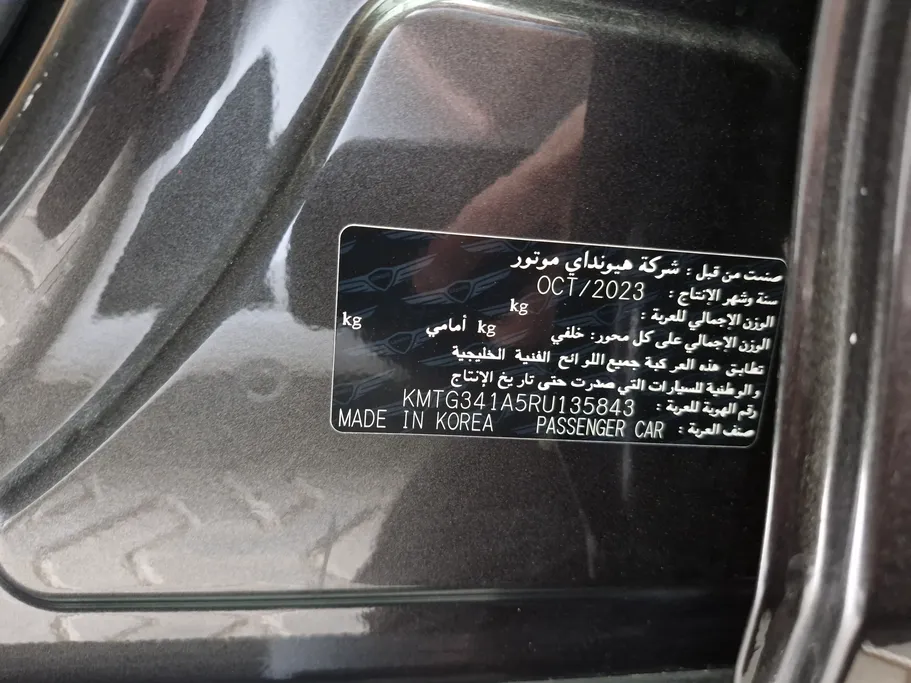 صنعت من قبل : شركة هيونداي موتور
سنة وشهر الإنتاج : OCT/2023
الوزن الإجمالي للعربة : kg
الوزن الإجمالي على كل محور: خلفي kg أمامي kg
تطابق هذه المركبة جميع اللوائح الفنية الخليجية
والوطنية للسيارات التي صدرت حتى تاريخ الإنتاج
رقم الهوية للعربة : KMTG341A5RU135843
صنف العربة : PASSENGER CAR MADE IN KOREA